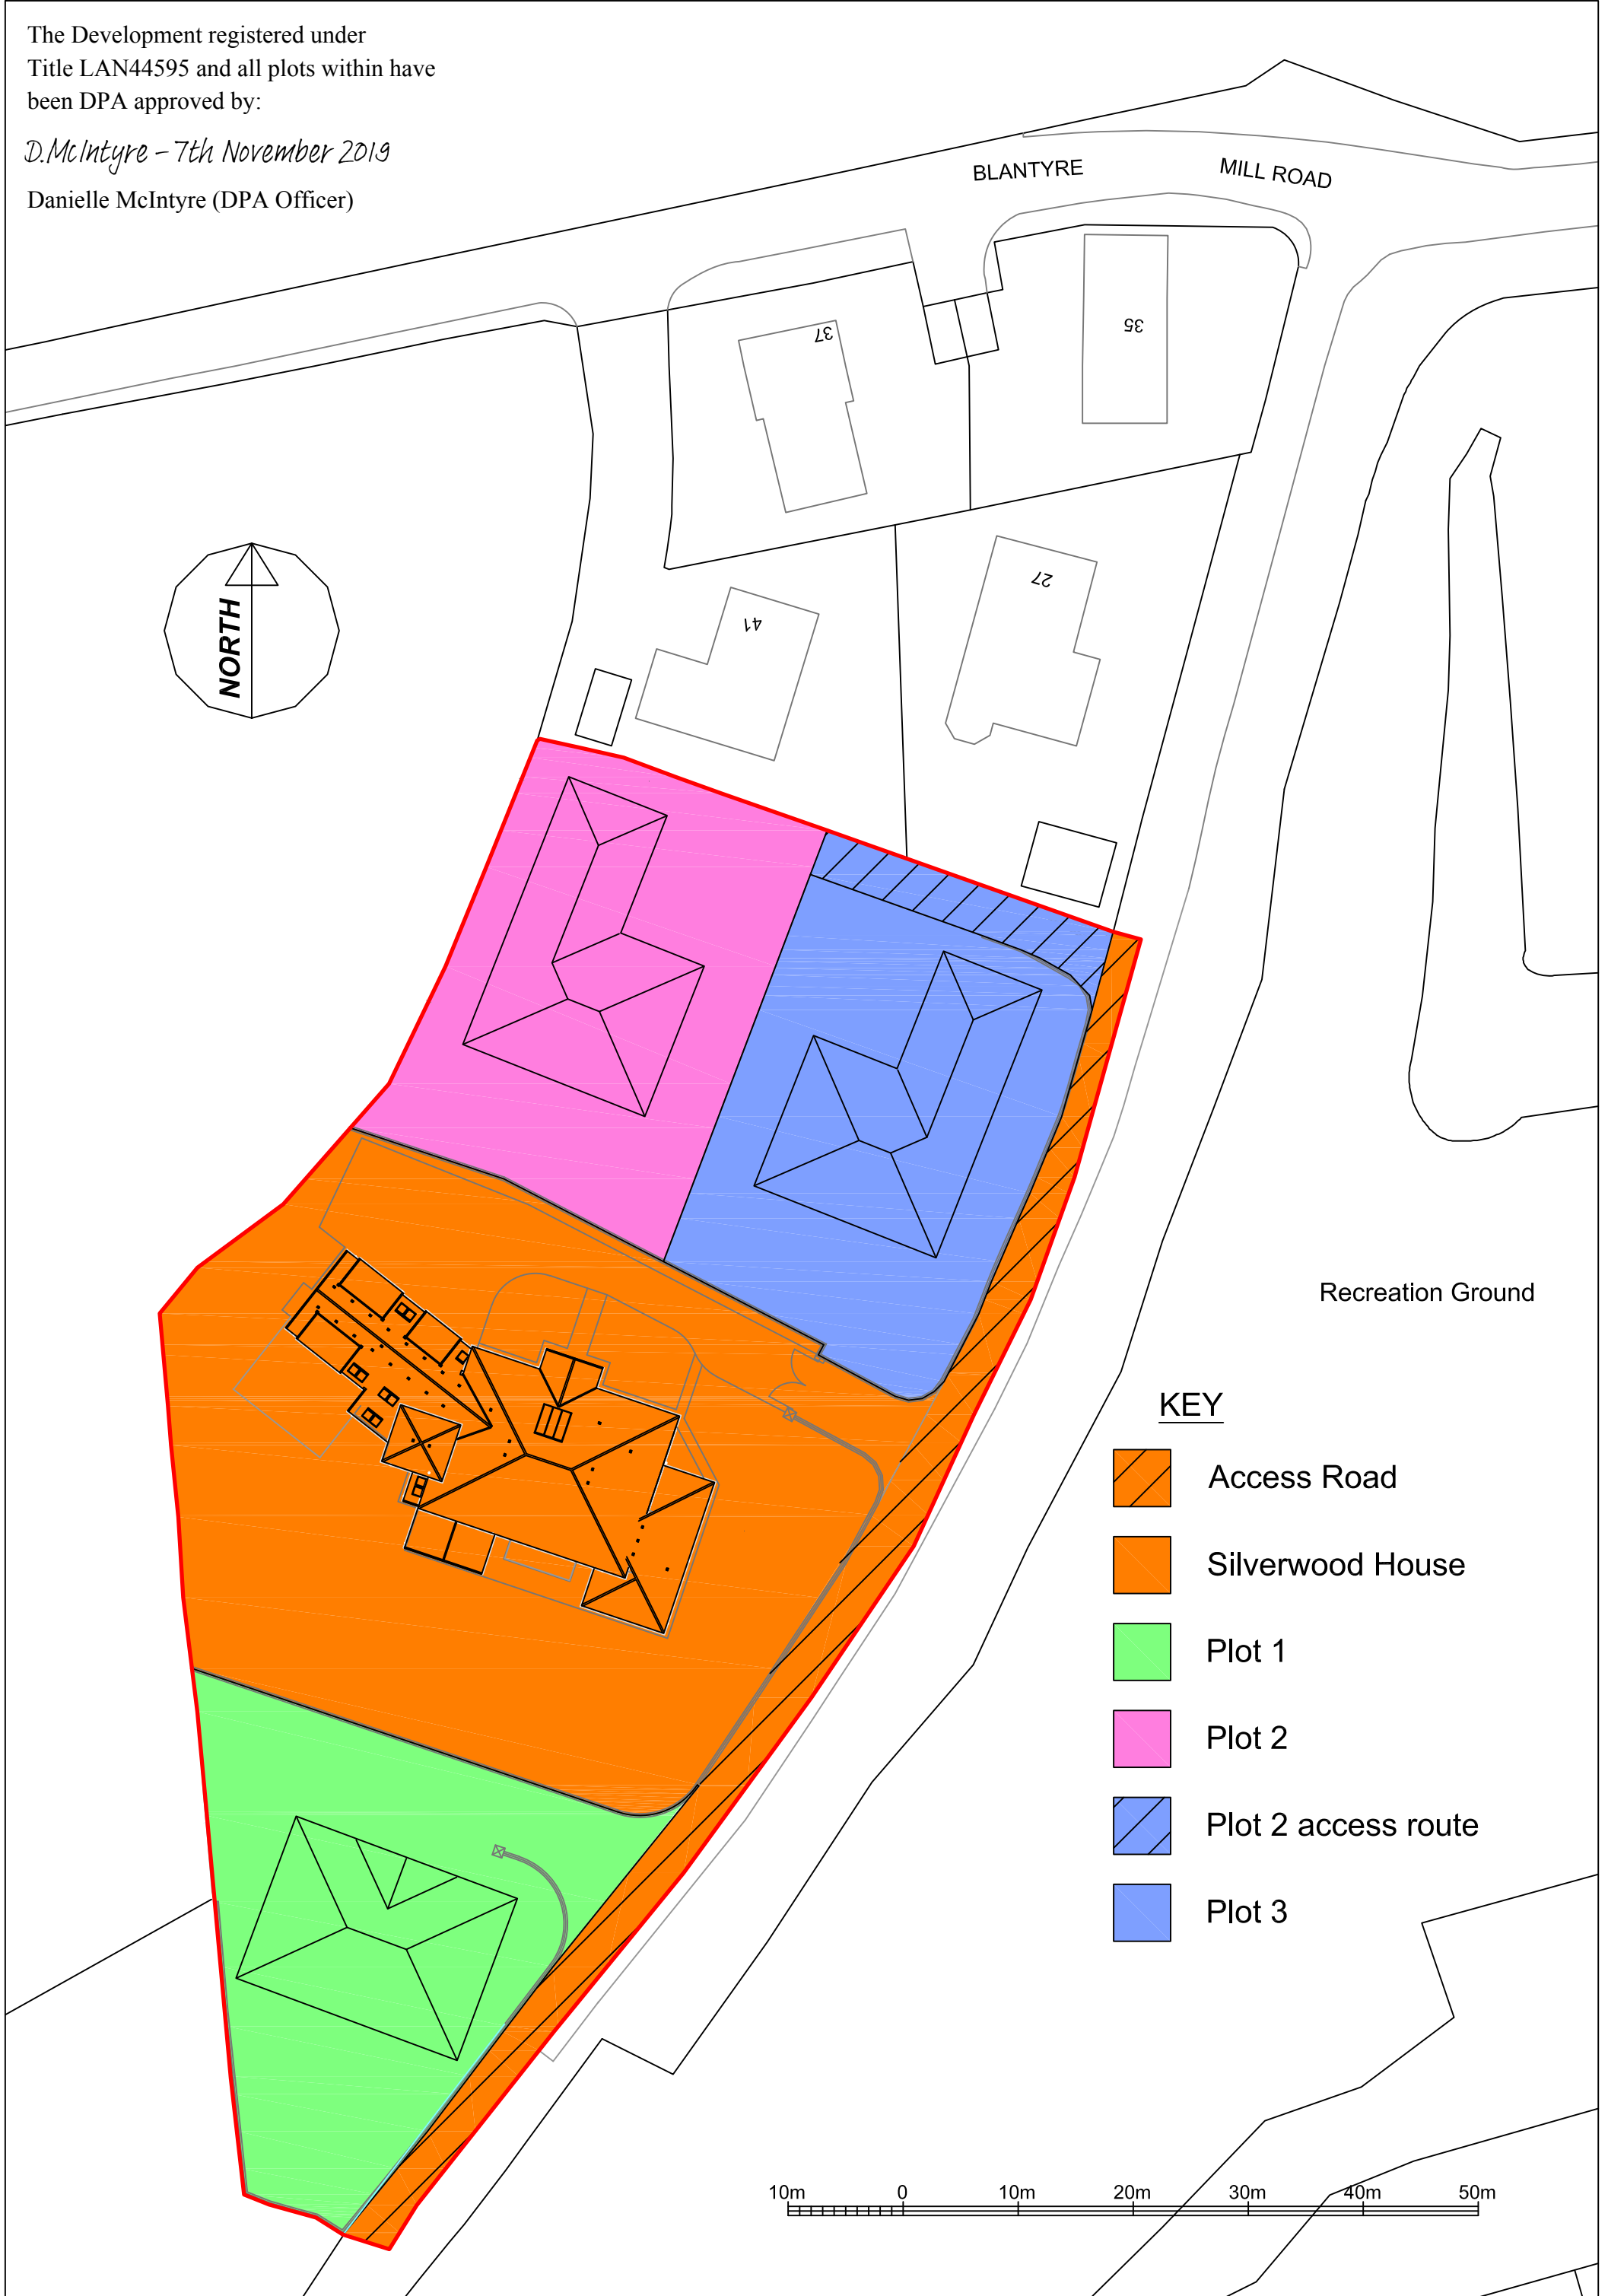 The Development registered under
Title LAN44595 and all plots within have
been DPA approved by:
D.McIntyre – 7th November 2019
Danielle McIntyre (DPA Officer)
BLANTYRE MILL ROAD
37
35
27
41
NORTH
Recreation Ground
KEY
Access Road
Silverwood House
Plot 1
Plot 2
Plot 2 access route
Plot 3
10m 0 10m 20m 30m 40m 50m